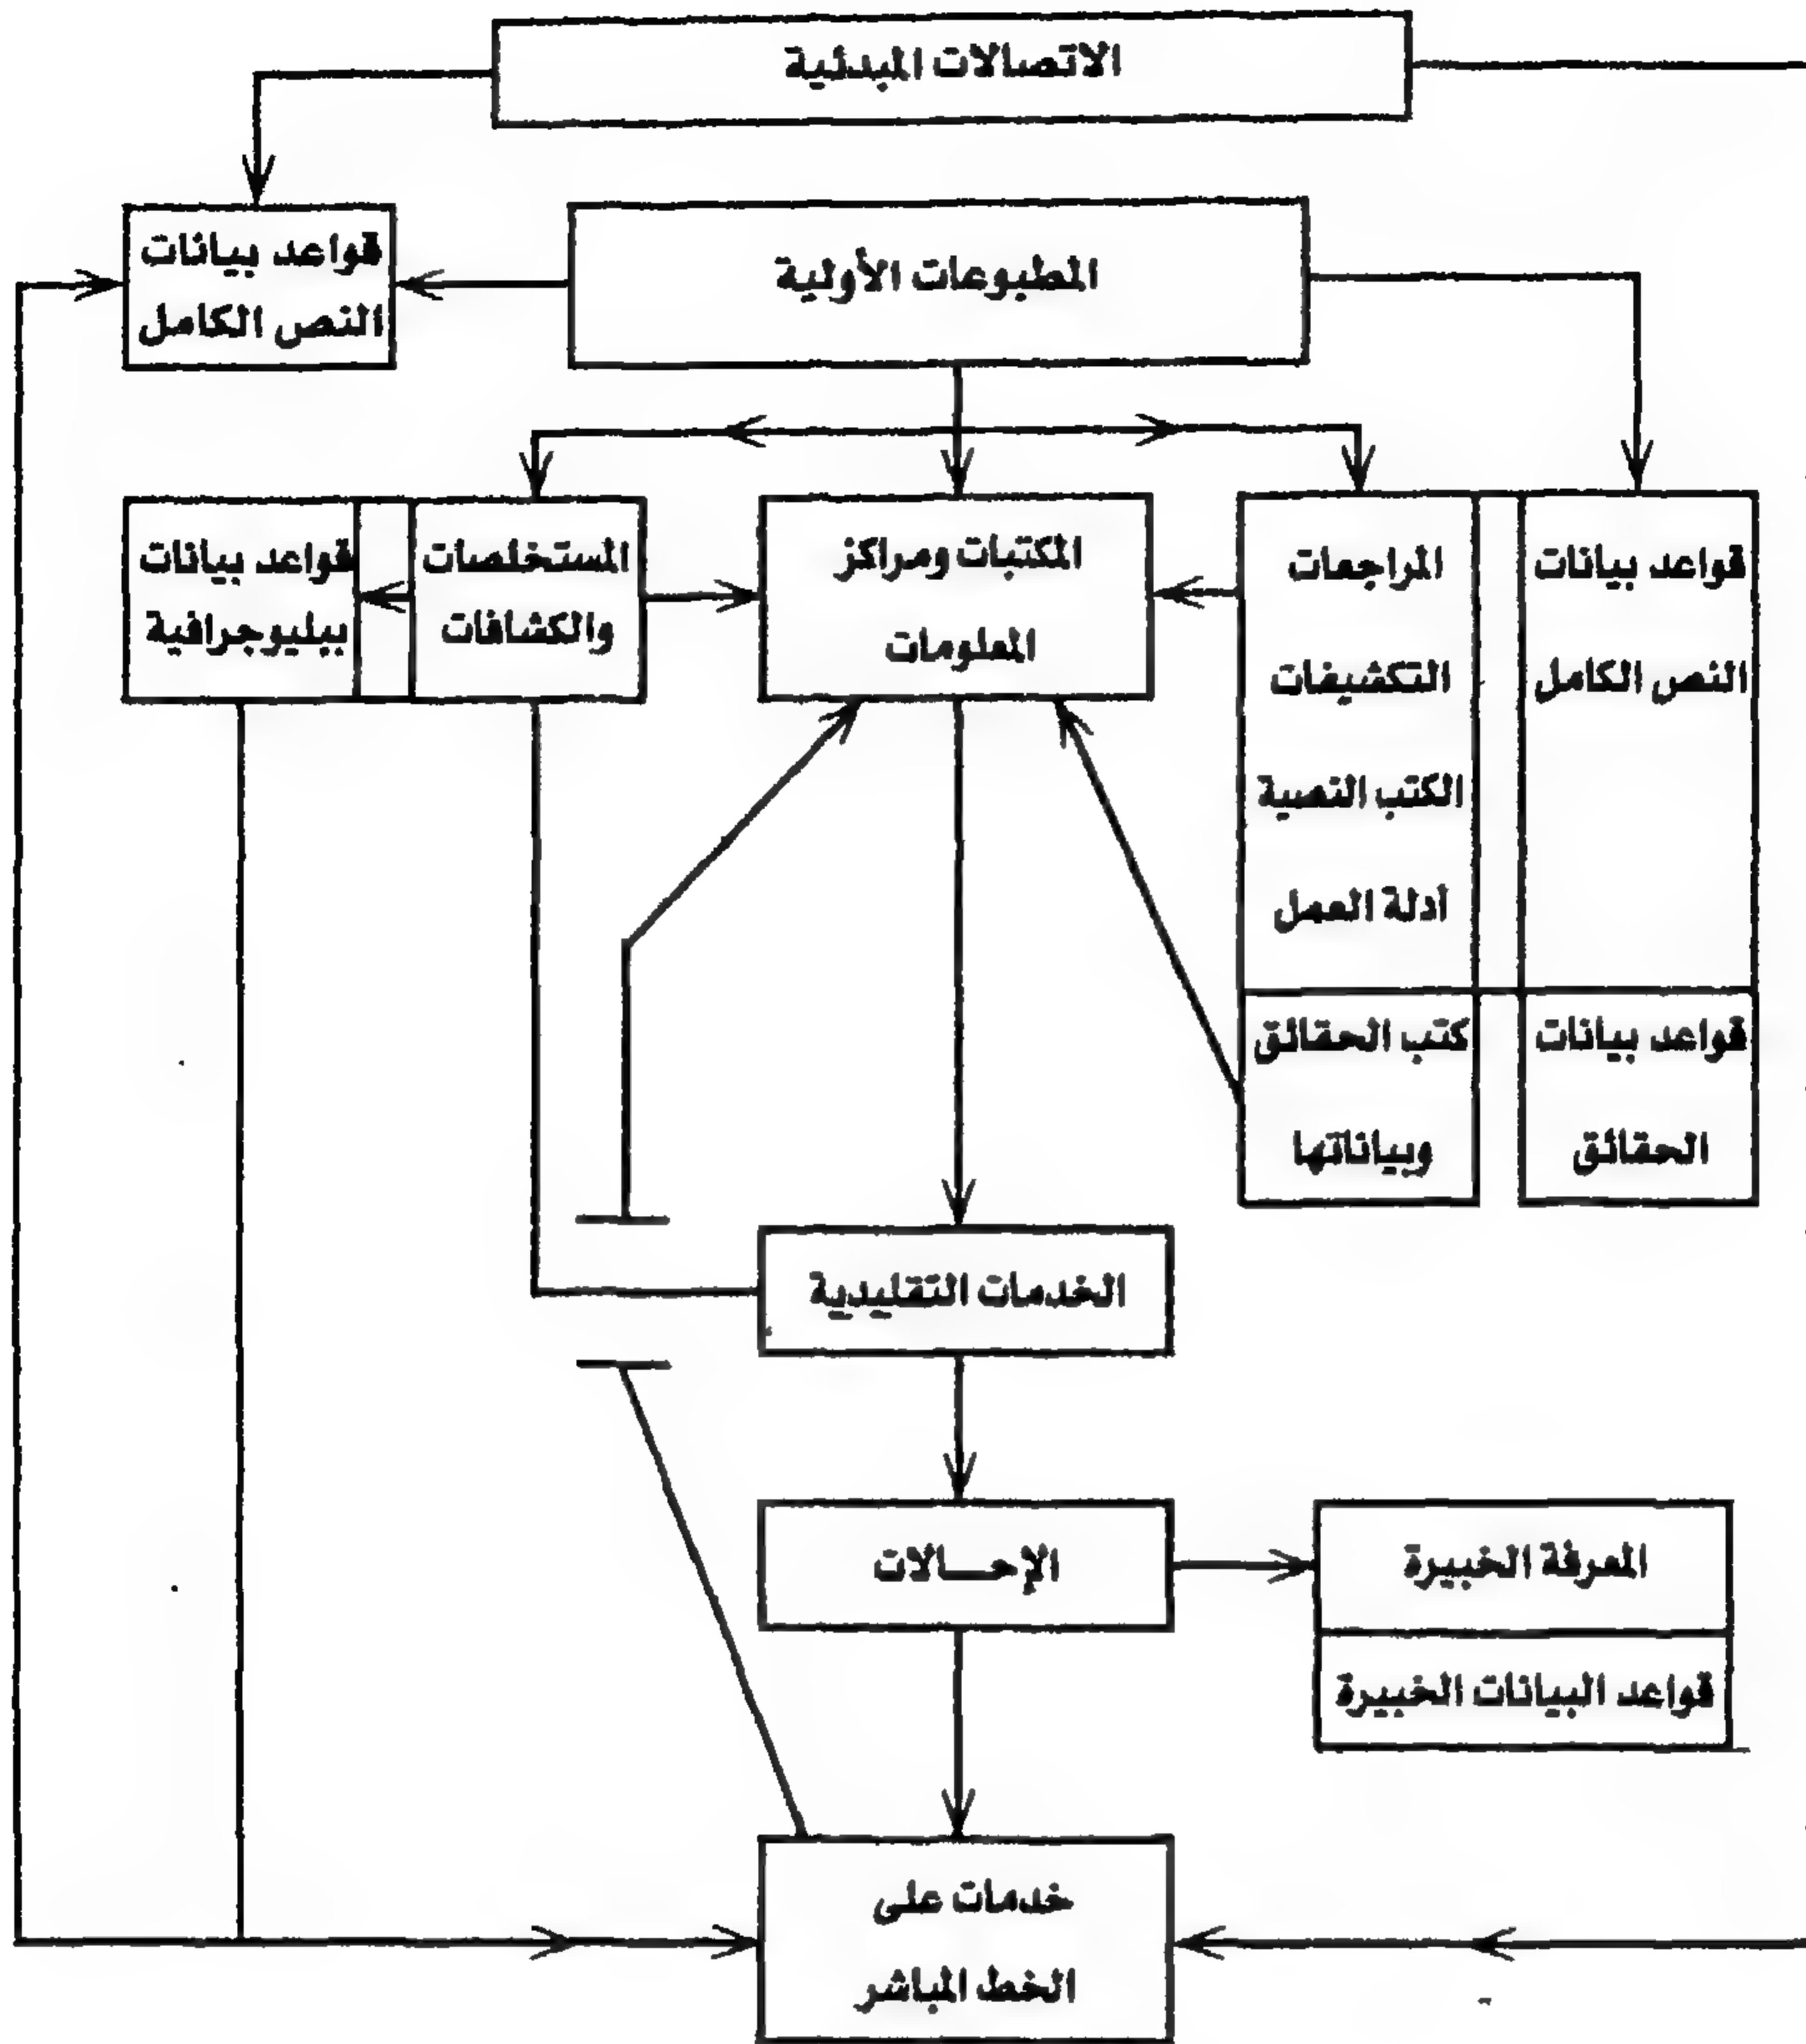 الاتصالات المبدئية
قواعد بيانات
النص الكامل
المطبوعات الأولية
قواعد بيانات
النص الكامل
المراجعات
التكشيفات
الكتب النصية
أدلة العمل
المكتبات ومراكز
المعلومات
المستخلصات
والكشافات
قواعد بيانات
ببليوجرافية
قواعد بيانات
الحقائق
كتب الحقائق
وبياناتها
الخدمات التقليدية
الإحــالات
المعرفة الخبيرة
قواعد البيانات الخبيرة
خدمات على
الخط المباشر